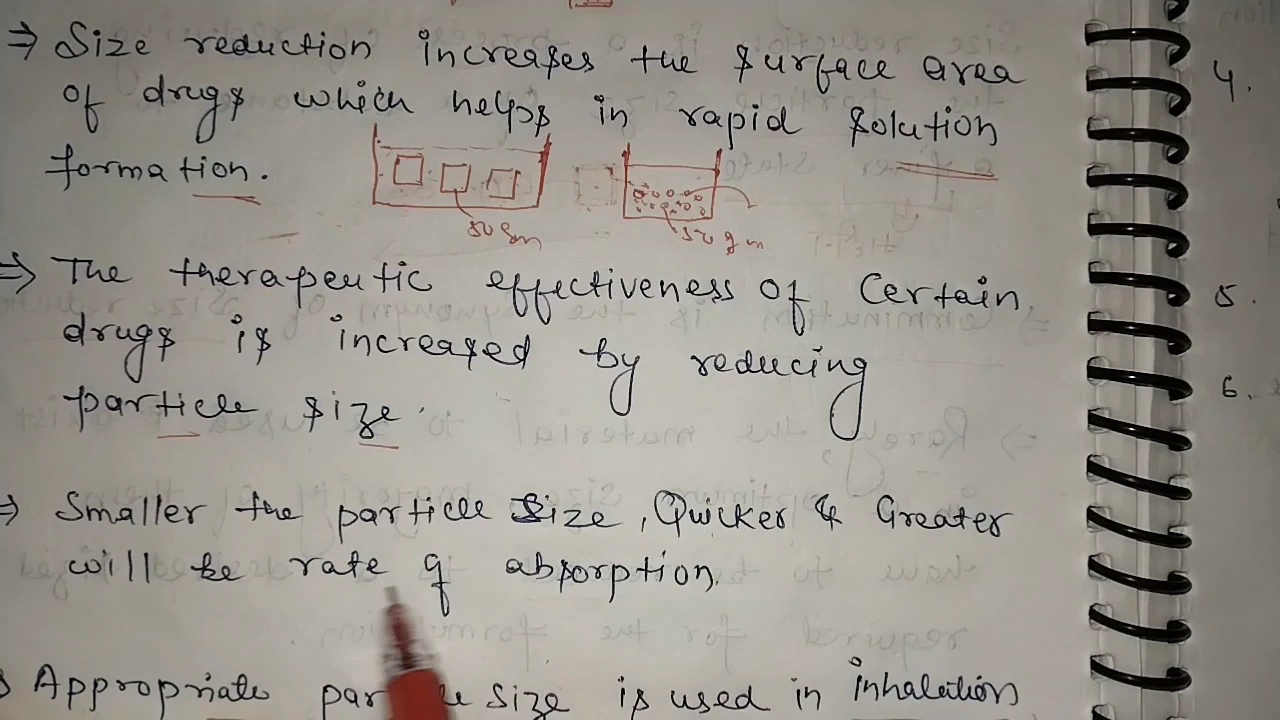 ⇒ Size reduction increases the surface area
of drugs which helps in rapid solution
formation.
50 gm
50 gm
⇒ The therapeutic effectiveness of Certain
drugs is increased by reducing
particle size.
⇒ Smaller the particle Size, Quicker & Greater
will be rate of absorption.
Appropriate size is used in inhalation
4.
5.
6.